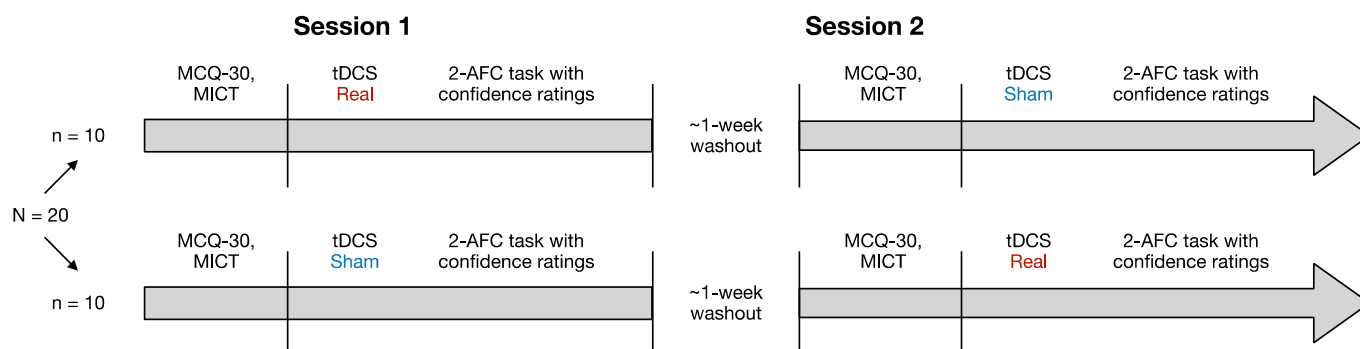 Session 1
Session 2
MCQ-30,
MICT
tDCS
Real
2-AFC task with
confidence ratings
MCQ-30,
MICT
tDCS
Sham
2-AFC task with
confidence ratings
n = 10
~1-week
washout
N = 20
MCQ-30,
MICT
tDCS
Sham
2-AFC task with
confidence ratings
MCQ-30,
MICT
tDCS
Real
2-AFC task with
confidence ratings
n = 10
~1-week
washout